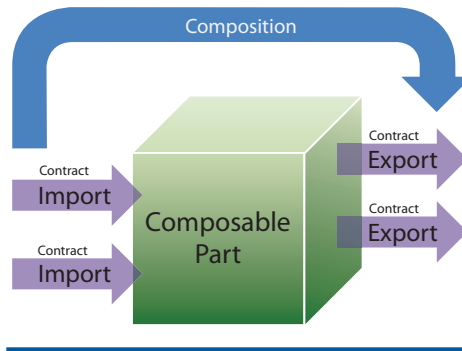 Composition
Contract
Import
Contract
Import
Composable
Part
Contract
Export
Contract
Export